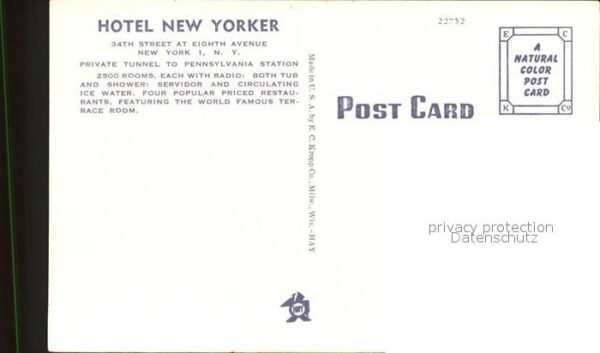 HOTEL NEW YORKER
34TH STREET AT EIGHTH AVENUE
NEW YORK 1, N. Y.
PRIVATE TUNNEL TO PENNSYLVANIA STATION
2500 ROOMS, EACH WITH RADIO: BOTH TUB
AND SHOWER: SERVIDOR AND CIRCULATING
ICE WATER. FOUR POPULAR PRICED RESTAU-
RANTS, FEATURING THE WORLD FAMOUS TER-
RACE ROOM.
Made in U. S. A. by E. C. Kropp Co., Milw., Wis.—HAY
HNY
22752
POST CARD
E C
A
NATURAL
COLOR
POST
CARD
K Co
privacy protection
Datenschutz